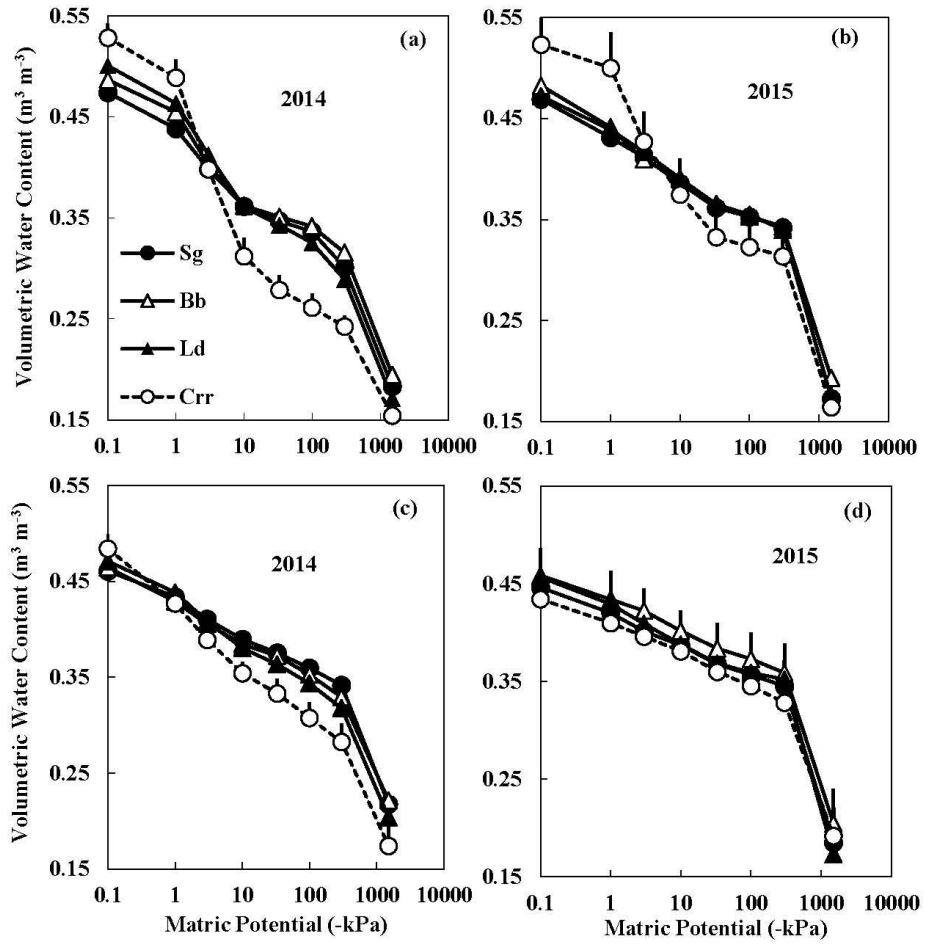 0.55
0.45
0.35
0.25
0.15
Volumetric Water Content (m³ m⁻³)
(a)
2014
Sg
Bb
Ld
Crr
0.1 1 10 100 1000 10000
0.55
0.45
0.35
0.25
0.15
(b)
2015
0.1 1 10 100 1000 10000
0.55
0.45
0.35
0.25
0.15
Volumetric Water Content (m³ m⁻³)
(c)
2014
0.1 1 10 100 1000 10000
Matric Potential (-kPa)
0.55
0.45
0.35
0.25
0.15
(d)
2015
0.1 1 10 100 1000 10000
Matric Potential (-kPa)